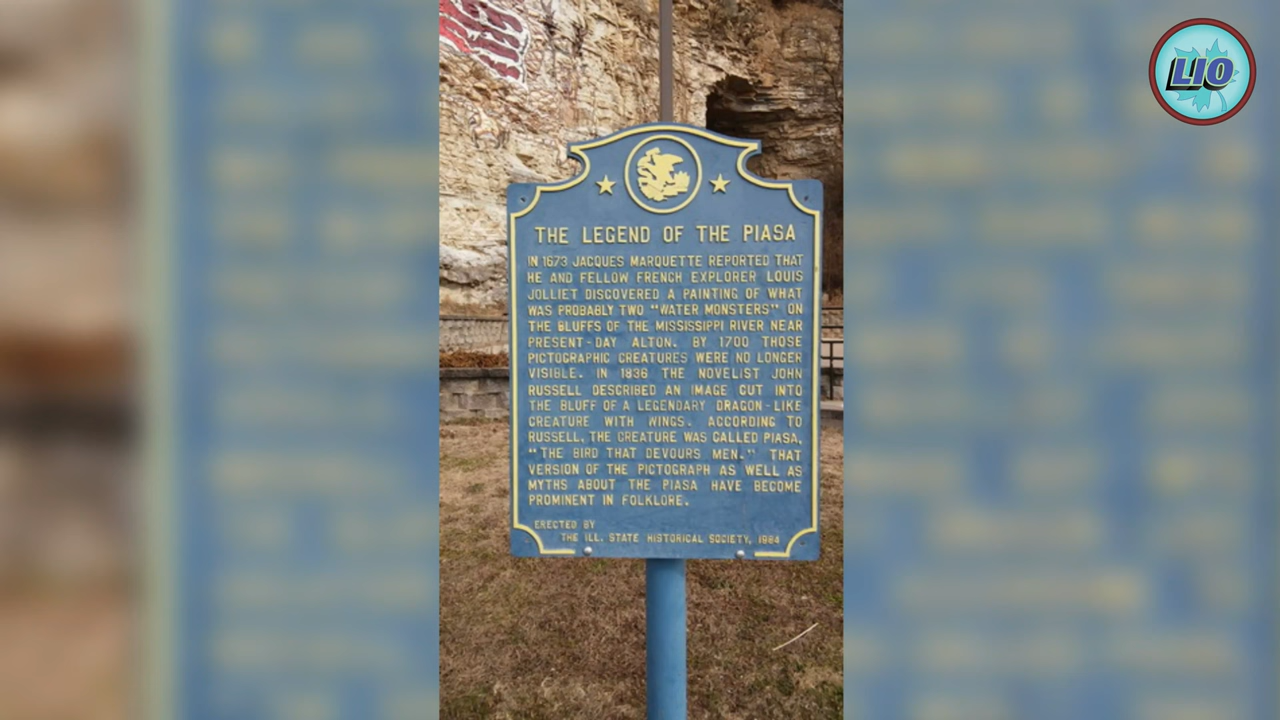 LIO
THE LEGEND OF THE PIASA
IN 1673 JACQUES MARQUETTE REPORTED THAT
HE AND FELLOW FRENCH EXPLORER LOUIS
JOLLIET DISCOVERED A PAINTING OF WHAT
WAS PROBABLY TWO "WATER MONSTERS" ON
THE BLUFFS OF THE MISSISSIPPI RIVER NEAR
PRESENT-DAY ALTON. BY 1700 THOSE
PICTOGRAPHIC CREATURES WERE NO LONGER
VISIBLE. IN 1836 THE NOVELIST JOHN
RUSSELL DESCRIBED AN IMAGE CUT INTO
THE BLUFF OF A LEGENDARY DRAGON-LIKE
CREATURE WITH WINGS. ACCORDING TO
RUSSELL, THE CREATURE WAS CALLED PIASA,
"THE BIRD THAT DEVOURS MEN." THAT
VERSION OF THE PICTOGRAPH AS WELL AS
MYTHS ABOUT THE PIASA HAVE BECOME
PROMINENT IN FOLKLORE.
ERECTED BY
THE ILL. STATE HISTORICAL SOCIETY, 1984